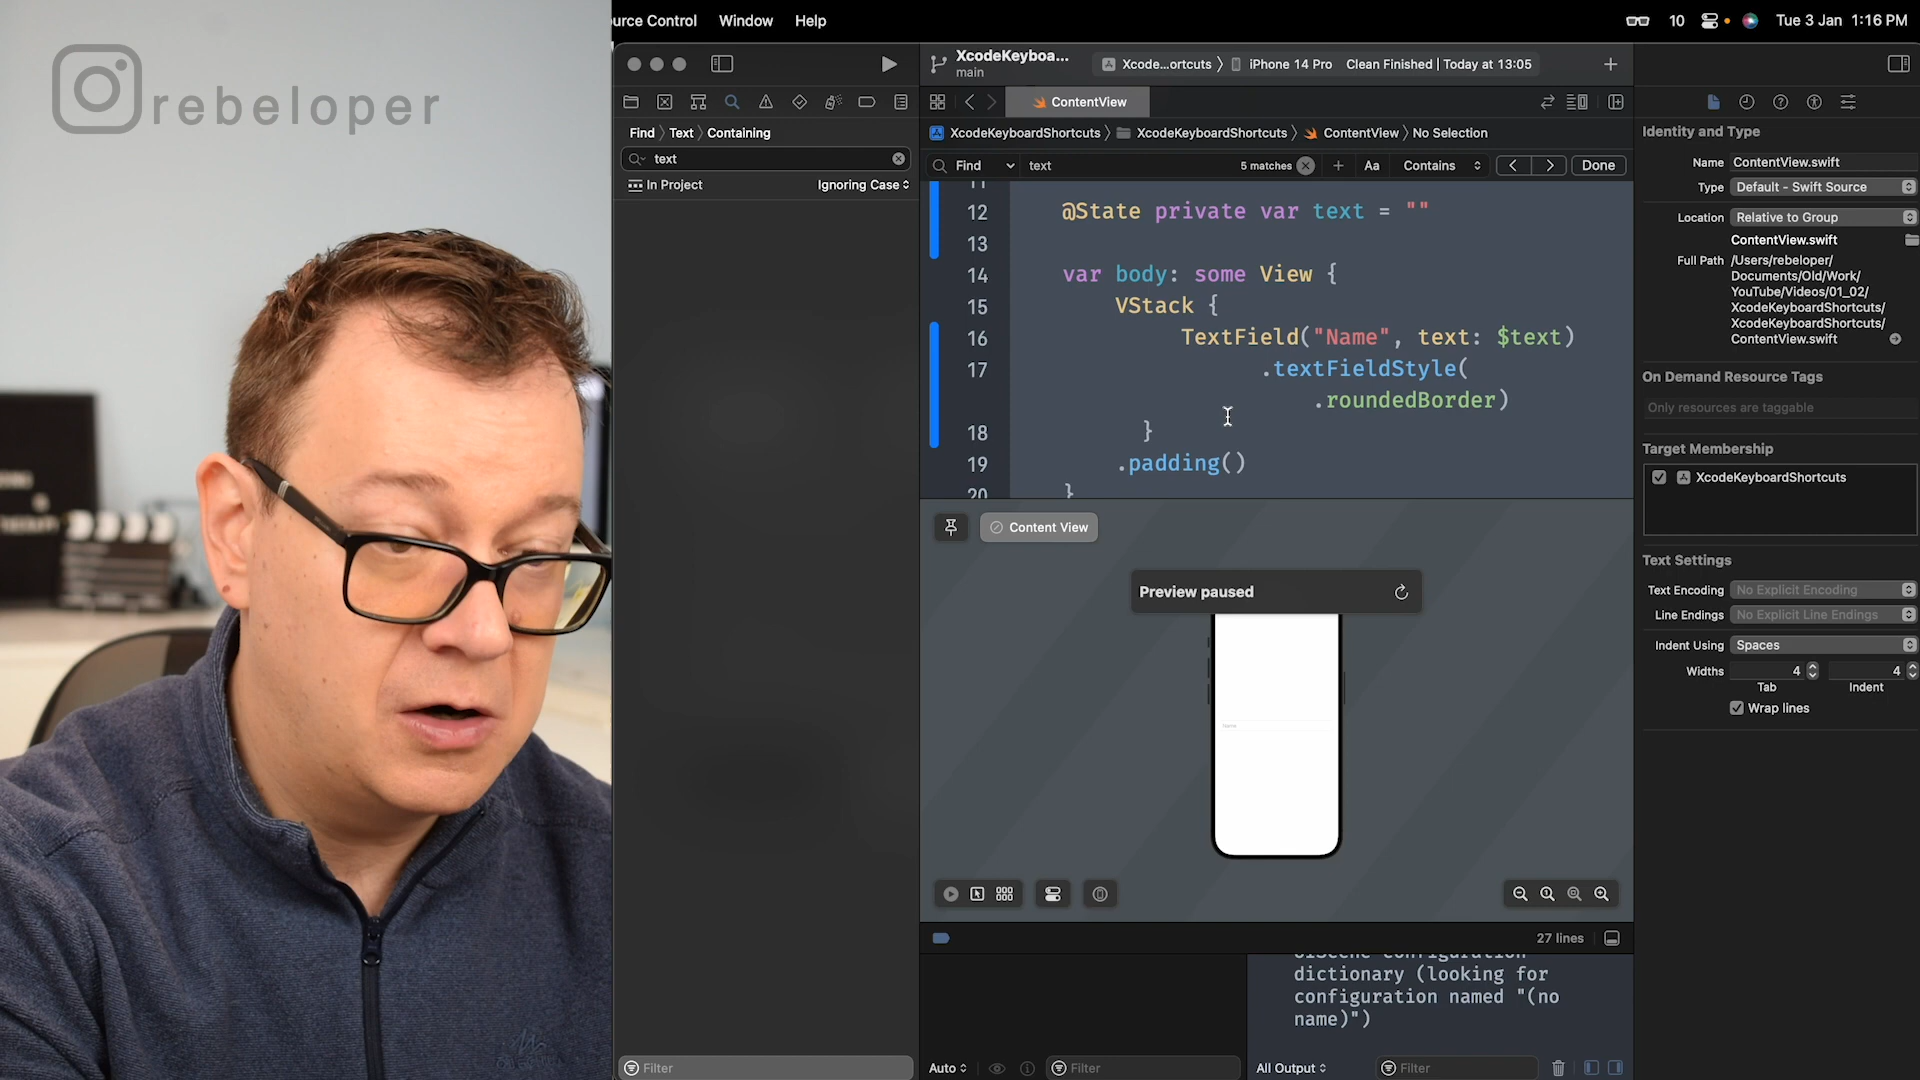 rebeloper
urce Control Window Help
10 Tue 3 Jan 1:16 PM
XcodeKeyboa...
main
Xcode...ortcuts 〉 iPhone 14 Pro Clean Finished | Today at 13:05
ContentView
Find 〉 Text 〉 Containing
XcodeKeyboardShortcuts 〉 XcodeKeyboardShortcuts 〉 ContentView 〉 No Selection
text
Find text 5 matches Aa Contains Done
In Project Ignoring Case
11
12 @State private var text = ""
13
14 var body: some View {
15 VStack {
16 TextField("Name", text: $text)
17 .textFieldStyle(
.roundedBorder)
18 }
19 .padding()
20 }
Content View
Preview paused
Name
27 lines
dictionary (looking for
configuration named "(no
name)")
Filter
Auto Filter
All Output Filter
Identity and Type
Name ContentView.swift
Type Default - Swift Source
Location Relative to Group
ContentView.swift
Full Path /Users/rebeloper/
Documents/Old/Work/
YouTube/Videos/01_02/
XcodeKeyboardShortcuts/
XcodeKeyboardShortcuts/
ContentView.swift
On Demand Resource Tags
Only resources are taggable
Target Membership
XcodeKeyboardShortcuts
Text Settings
Text Encoding No Explicit Encoding
Line Endings No Explicit Line Endings
Indent Using Spaces
Widths 4 4
Tab Indent
Wrap lines